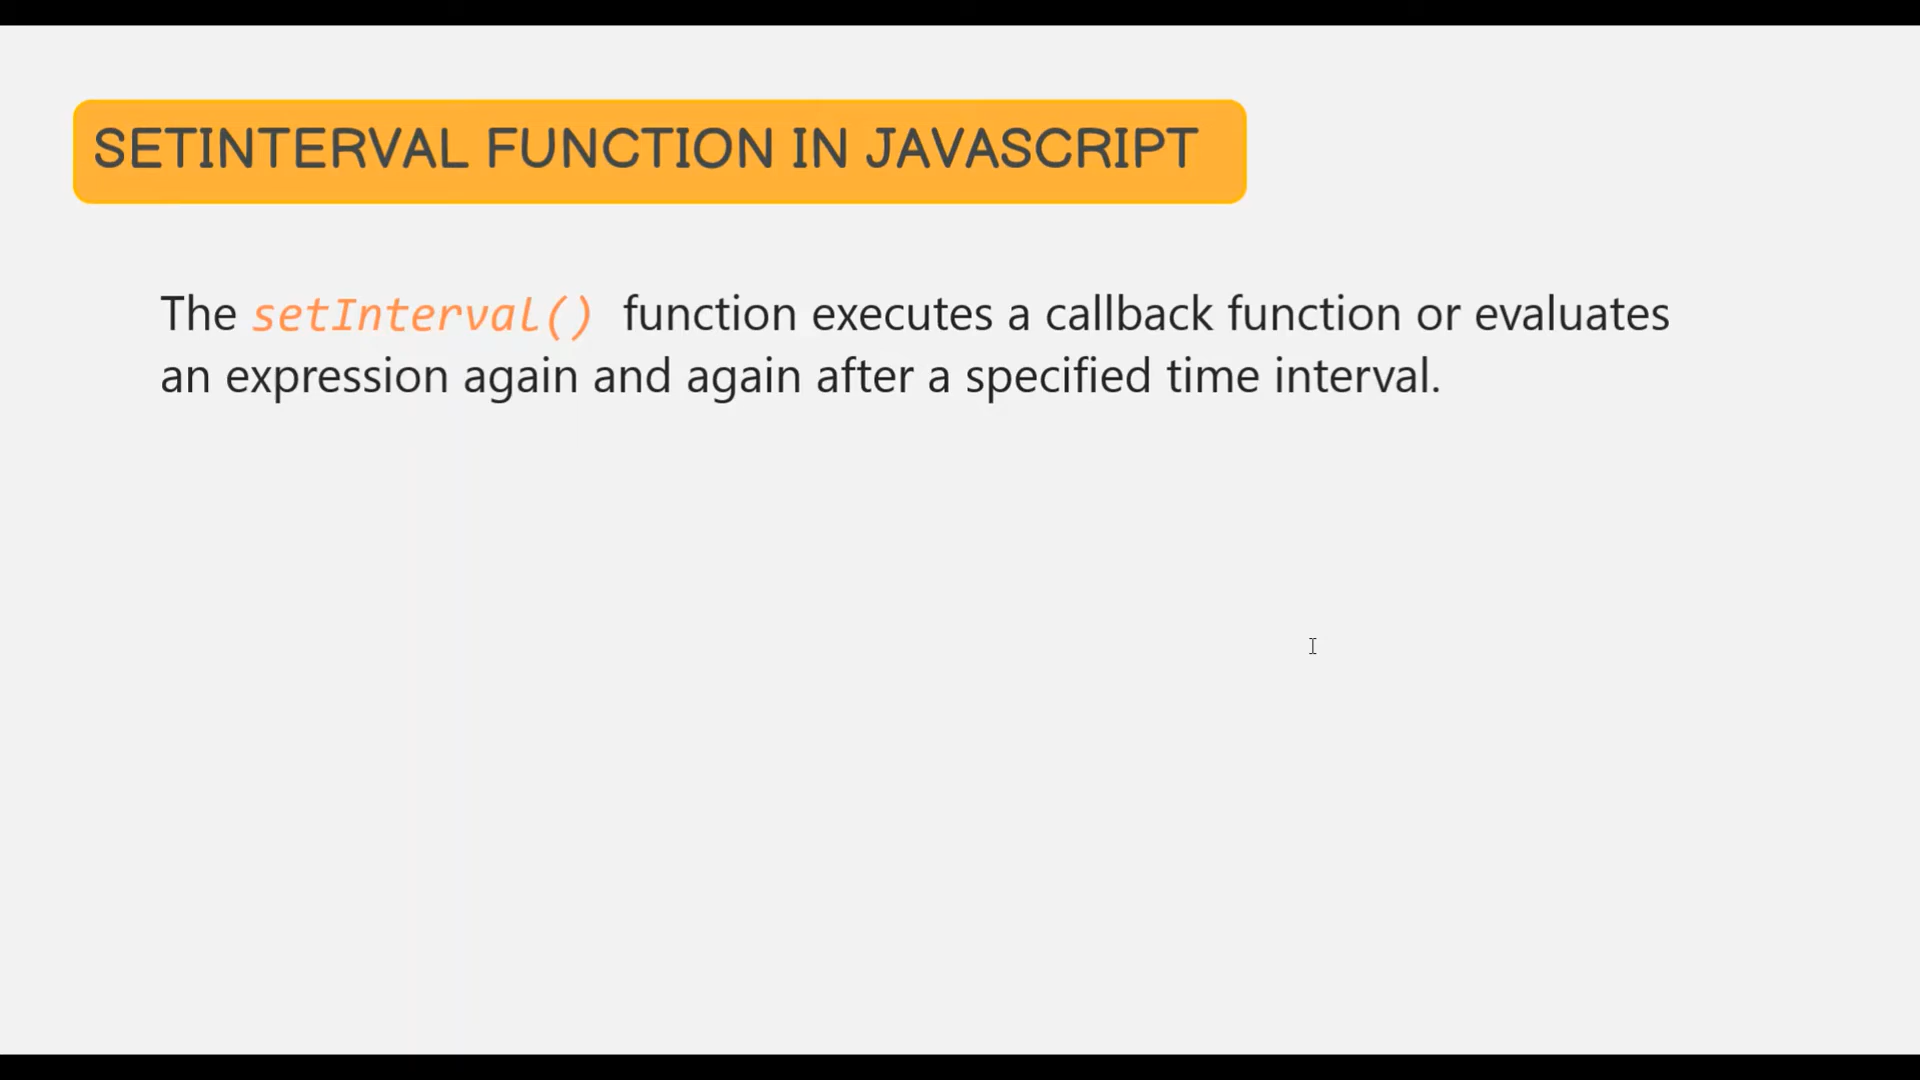 SETINTERVAL FUNCTION IN JAVASCRIPT
The setInterval() function executes a callback function or evaluates
an expression again and again after a specified time interval.